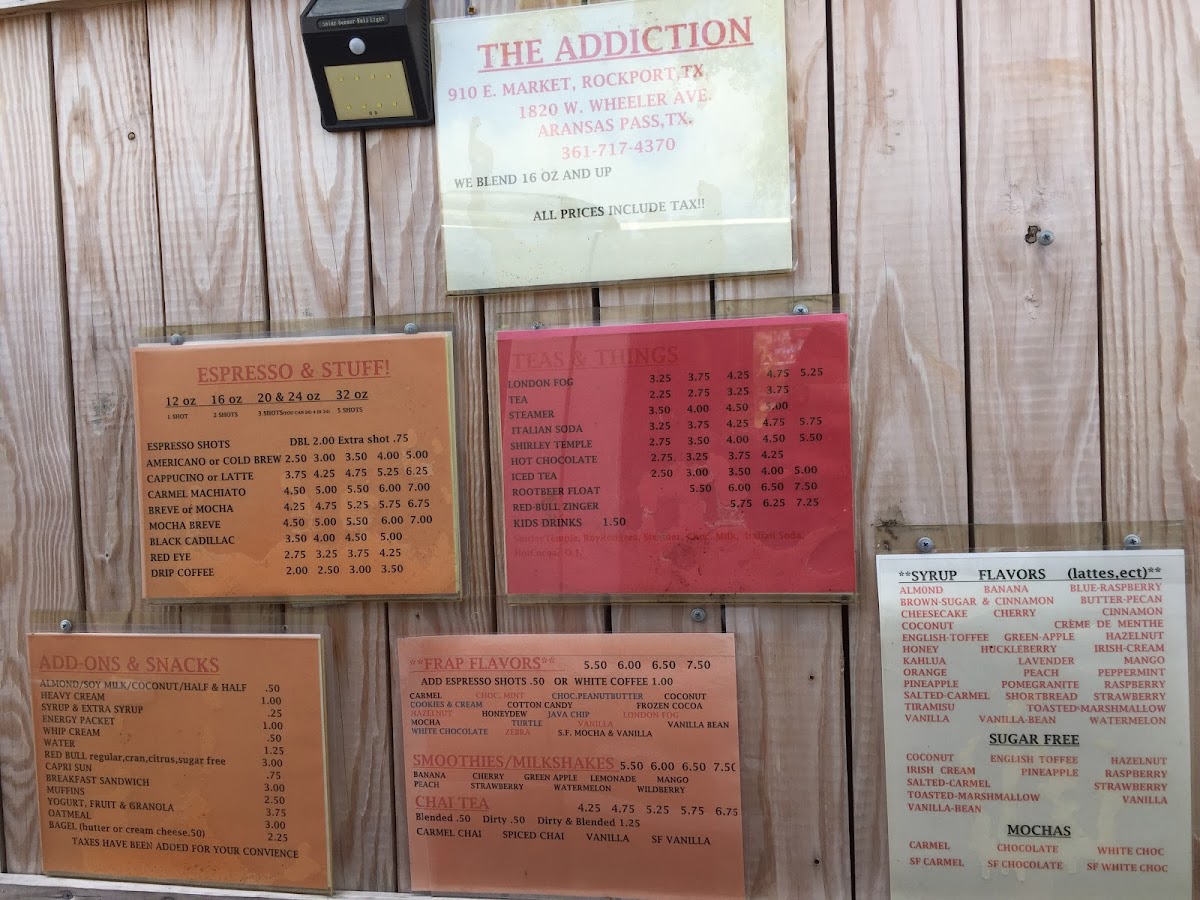 Solar Sensor Wall Light
THE ADDICTION
910 E. MARKET, ROCKPORT,TX
1820 W. WHEELER AVE.
ARANSAS PASS,TX.
361-717-4370
WE BLEND 16 OZ AND UP
ALL PRICES INCLUDE TAX!!
ESPRESSO & STUFF!
12 oz 16 oz 20 & 24 oz 32 oz
1 SHOT 2 SHOTS 3 SHOTS(YOU CAN DO 4 IN 24) 5 SHOTS
ESPRESSO SHOTS DBL 2.00 Extra shot .75
AMERICANO or COLD BREW 2.50 3.00 3.50 4.00 5.00
CAPPUCINO or LATTE 3.75 4.25 4.75 5.25 6.25
CARMEL MACHIATO 4.50 5.00 5.50 6.00 7.00
BREVE or MOCHA 4.25 4.75 5.25 5.75 6.75
MOCHA BREVE 4.50 5.00 5.50 6.00 7.00
BLACK CADILLAC 3.50 4.00 4.50 5.00
RED EYE 2.75 3.25 3.75 4.25
DRIP COFFEE 2.00 2.50 3.00 3.50
TEAS & THINGS
LONDON FOG 3.25 3.75 4.25 4.75 5.25
TEA 2.25 2.75 3.25 3.75
STEAMER 3.50 4.00 4.50 5.00
ITALIAN SODA 3.25 3.75 4.25 4.75 5.75
SHIRLEY TEMPLE 2.75 3.50 4.00 4.50 5.50
HOT CHOCOLATE 2.75 3.25 3.75 4.25
ICED TEA 2.50 3.00 3.50 4.00 5.00
ROOTBEER FLOAT 5.50 6.00 6.50 7.50
RED-BULL ZINGER 5.75 6.25 7.25
KIDS DRINKS 1.50
Shirley Temple, RoyRodgers, Steamer, Choc. Milk, Italian Soda,
HotCocoa, O.J.
ADD-ONS & SNACKS
ALMOND/SOY MILK/COCONUT/HALF & HALF .50
HEAVY CREAM 1.00
SYRUP & EXTRA SYRUP .25
ENERGY PACKET 1.00
WHIP CREAM .50
WATER 1.25
RED BULL regular,cran,citrus,sugar free 3.00
CAPRI SUN .75
BREAKFAST SANDWICH 3.00
MUFFINS 2.50
YOGURT, FRUIT & GRANOLA 3.75
OATMEAL 3.00
BAGEL (butter or cream cheese.50) 2.25
TAXES HAVE BEEN ADDED FOR YOUR CONVIENCE
**FRAP FLAVORS** 5.50 6.00 6.50 7.50
ADD ESPRESSO SHOTS .50 OR WHITE COFFEE 1.00
CARMEL CHOC. MINT CHOC.PEANUTBUTTER COCONUT
COOKIES & CREAM COTTON CANDY FROZEN COCOA
HAZELNUT HONEYDEW JAVA CHIP LONDON FOG
MOCHA TURTLE VANILLA VANILLA BEAN
WHITE CHOCOLATE ZEBRA S.F. MOCHA & VANILLA
SMOOTHIES/MILKSHAKES 5.50 6.00 6.50 7.50
BANANA CHERRY GREEN APPLE LEMONADE MANGO
PEACH STRAWBERRY WATERMELON WILDBERRY
CHAI TEA 4.25 4.75 5.25 5.75 6.75
Blended .50 Dirty .50 Dirty & Blended 1.25
CARMEL CHAI SPICED CHAI VANILLA SF VANILLA
**SYRUP FLAVORS (lattes,ect)**
ALMOND BANANA BLUE-RASPBERRY
BROWN-SUGAR & CINNAMON BUTTER-PECAN
CHEESECAKE CHERRY CINNAMON
COCONUT CRÈME DE MENTHE
ENGLISH-TOFFEE GREEN-APPLE HAZELNUT
HONEY HUCKLEBERRY IRISH-CREAM
KAHLUA LAVENDER MANGO
ORANGE PEACH PEPPERMINT
PINEAPPLE POMEGRANITE RASPBERRY
SALTED-CARMEL SHORTBREAD STRAWBERRY
TIRAMISU TOASTED-MARSHMALLOW
VANILLA VANILLA-BEAN WATERMELON
SUGAR FREE
COCONUT ENGLISH TOFFEE HAZELNUT
IRISH CREAM PINEAPPLE RASPBERRY
SALTED-CARMEL STRAWBERRY
TOASTED-MARSHMALLOW VANILLA
VANILLA-BEAN
MOCHAS
CARMEL CHOCOLATE WHITE CHOC
SF CARMEL SF CHOCOLATE SF WHITE CHOC